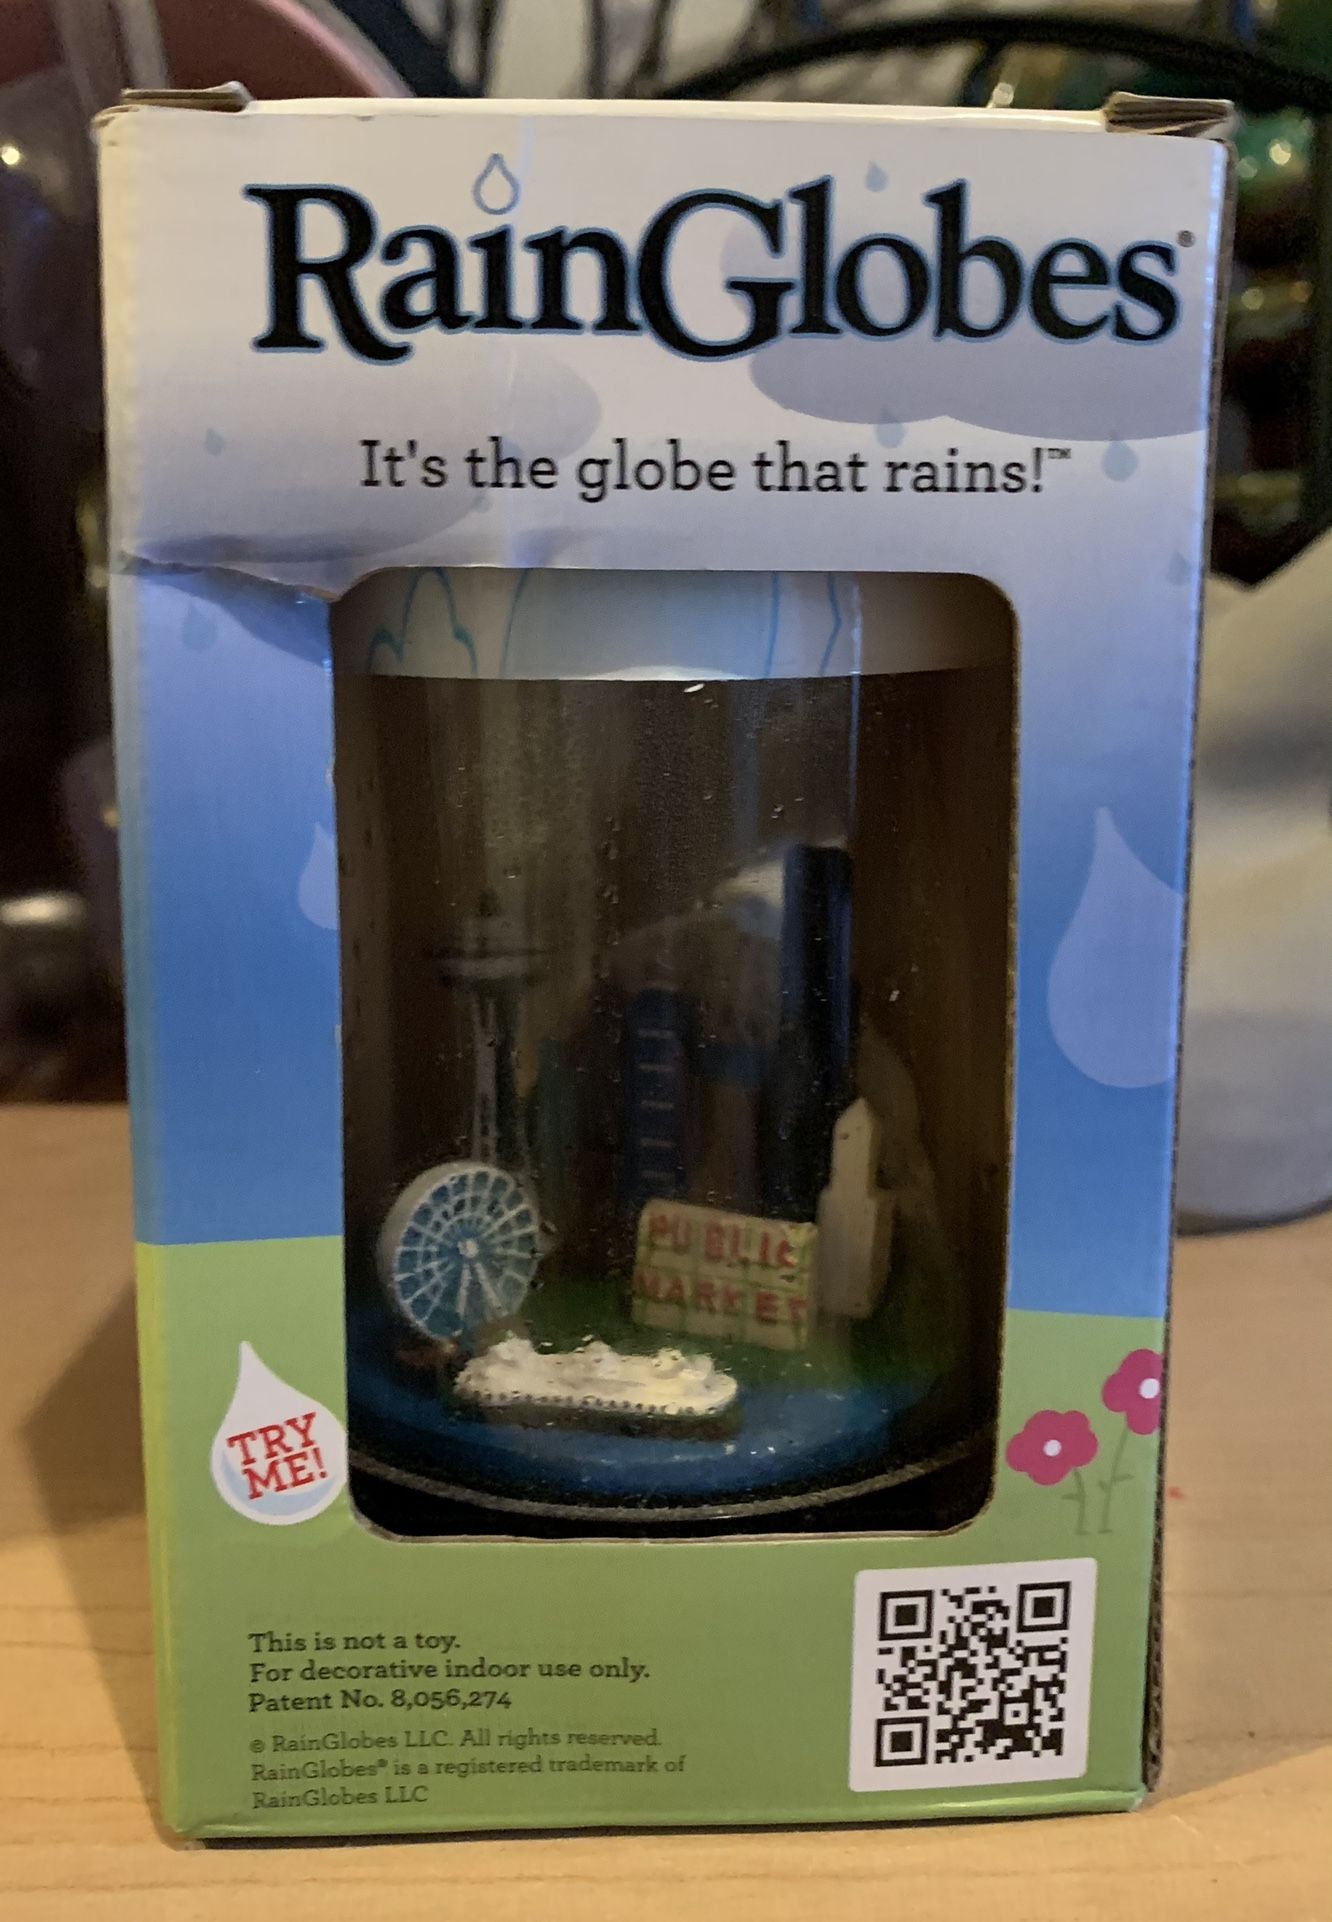 RainGlobes®
It's the globe that rains!™
PUBLIC
MARKET
TRY
ME!
This is not a toy.
For decorative indoor use only.
Patent No. 8,056,274
© RainGlobes LLC. All rights reserved.
RainGlobes® is a registered trademark of
RainGlobes LLC